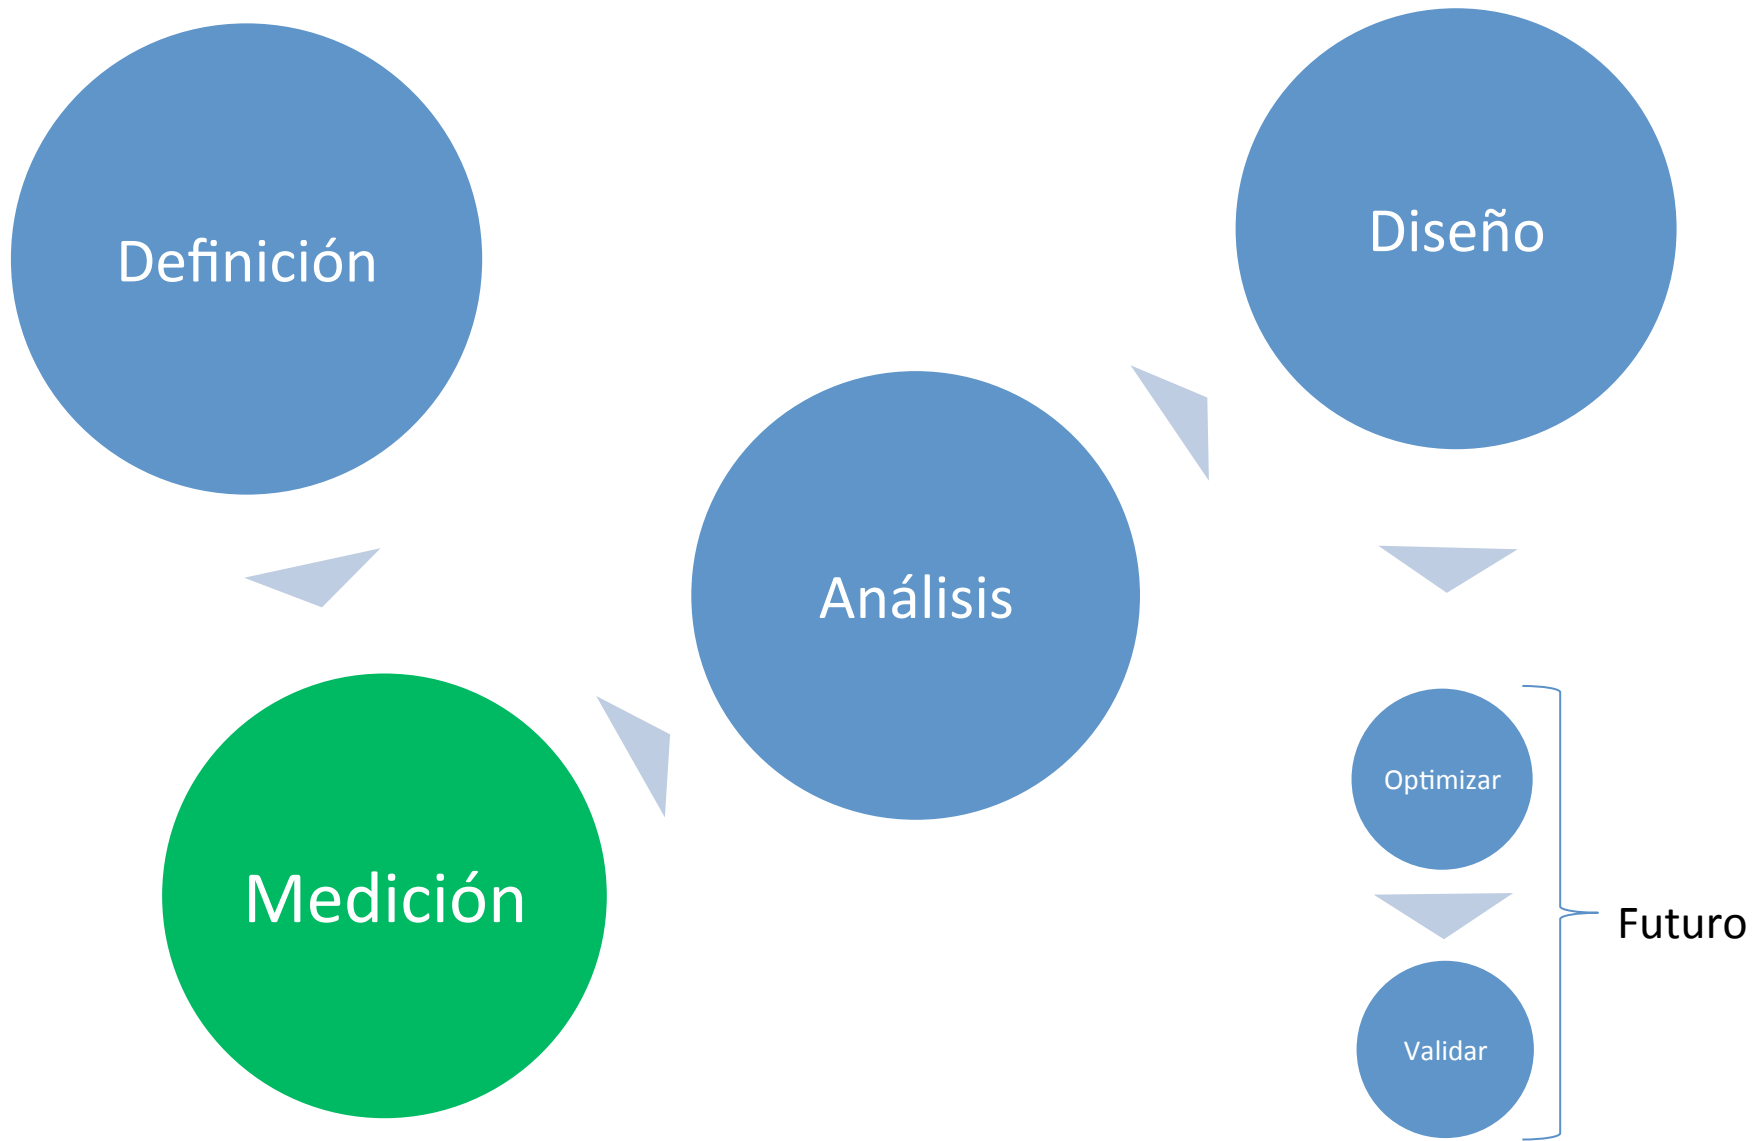 Definición
Medición
Análisis
Diseño
Optimizar
Validar
Futuro